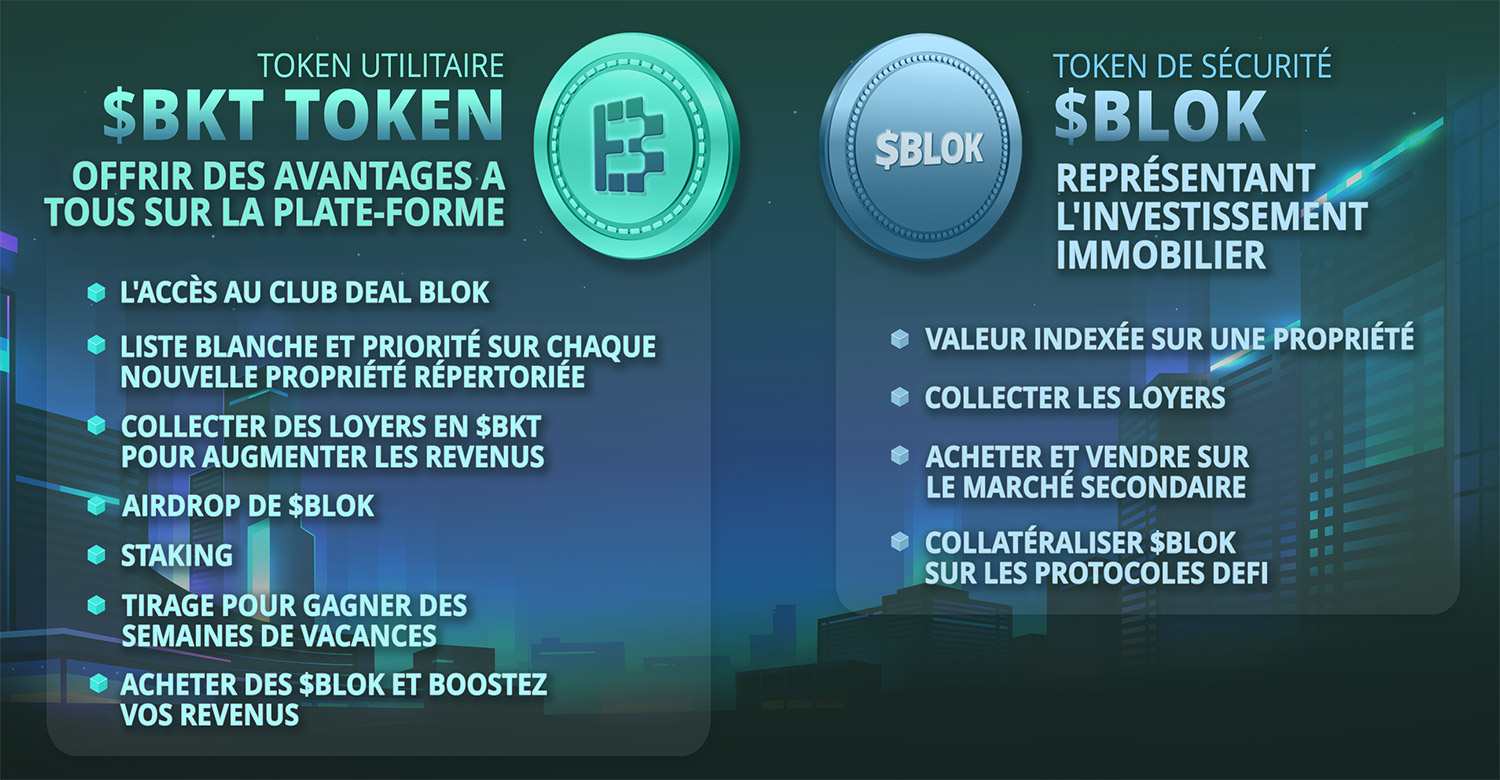 TOKEN UTILITAIRE
$BKT TOKEN
OFFRIR DES AVANTAGES A
TOUS SUR LA PLATE-FORME
L'ACCÈS AU CLUB DEAL BLOK
LISTE BLANCHE ET PRIORITÉ SUR CHAQUE
NOUVELLE PROPRIÉTÉ RÉPERTORIÉE
COLLECTER DES LOYERS EN $BKT
POUR AUGMENTER LES REVENUS
AIRDROP DE $BLOK
STAKING
TIRAGE POUR GAGNER DES
SEMAINES DE VACANCES
ACHETER DES $BLOK ET BOOSTEZ
VOS REVENUS
$BLOK
TOKEN DE SÉCURITÉ
$BLOK
REPRÉSENTANT
L'INVESTISSEMENT
IMMOBILIER
VALEUR INDEXÉE SUR UNE PROPRIÉTÉ
COLLECTER LES LOYERS
ACHETER ET VENDRE SUR
LE MARCHÉ SECONDAIRE
COLLATÉRALISER $BLOK
SUR LES PROTOCOLES DEFI